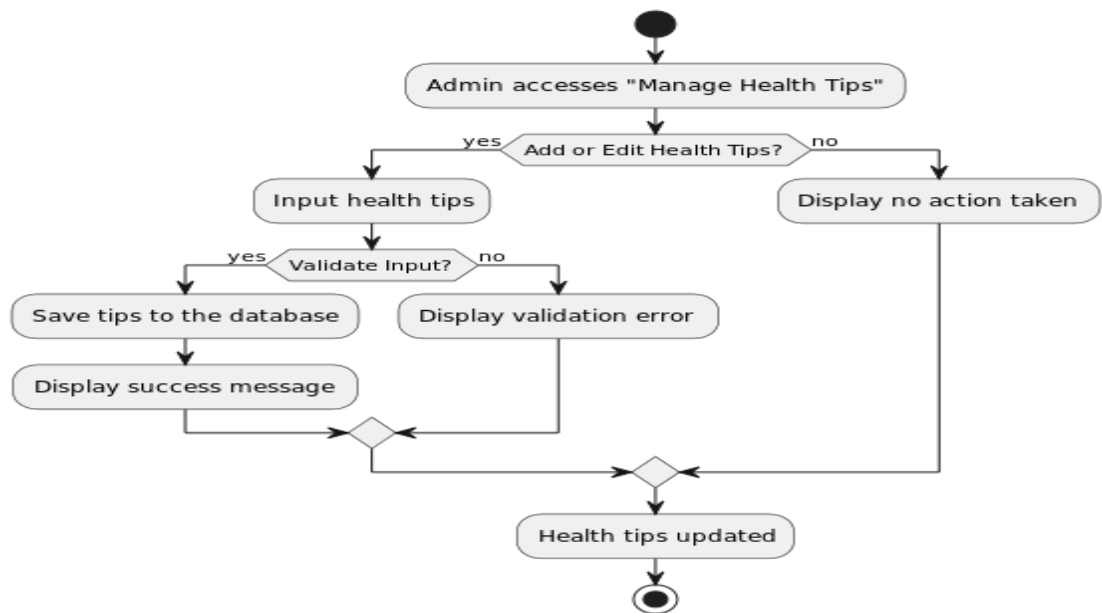 Admin accesses "Manage Health Tips"
yes
Add or Edit Health Tips?
no
Input health tips
Display no action taken
yes
Validate Input?
no
Save tips to the database
Display validation error
Display success message
Health tips updated